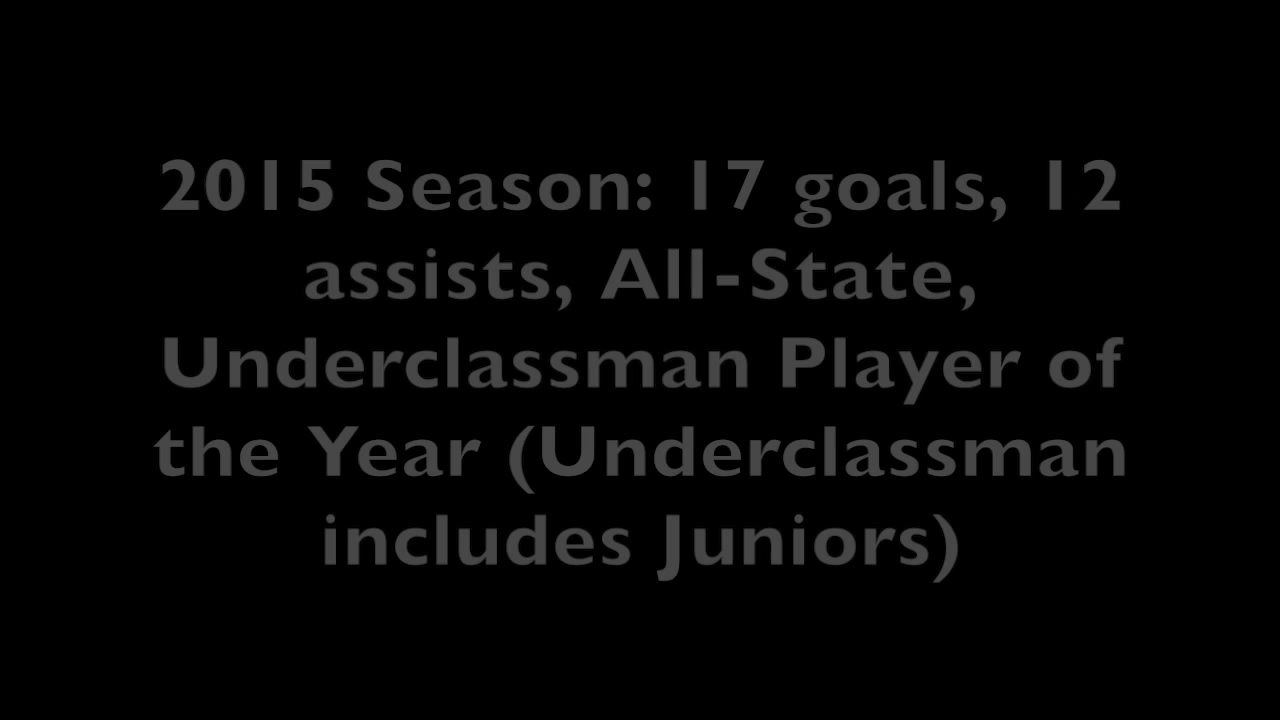 2015 Season: 17 goals, 12
assists, All-State,
Underclassman Player of
the Year (Underclassman
includes Juniors)